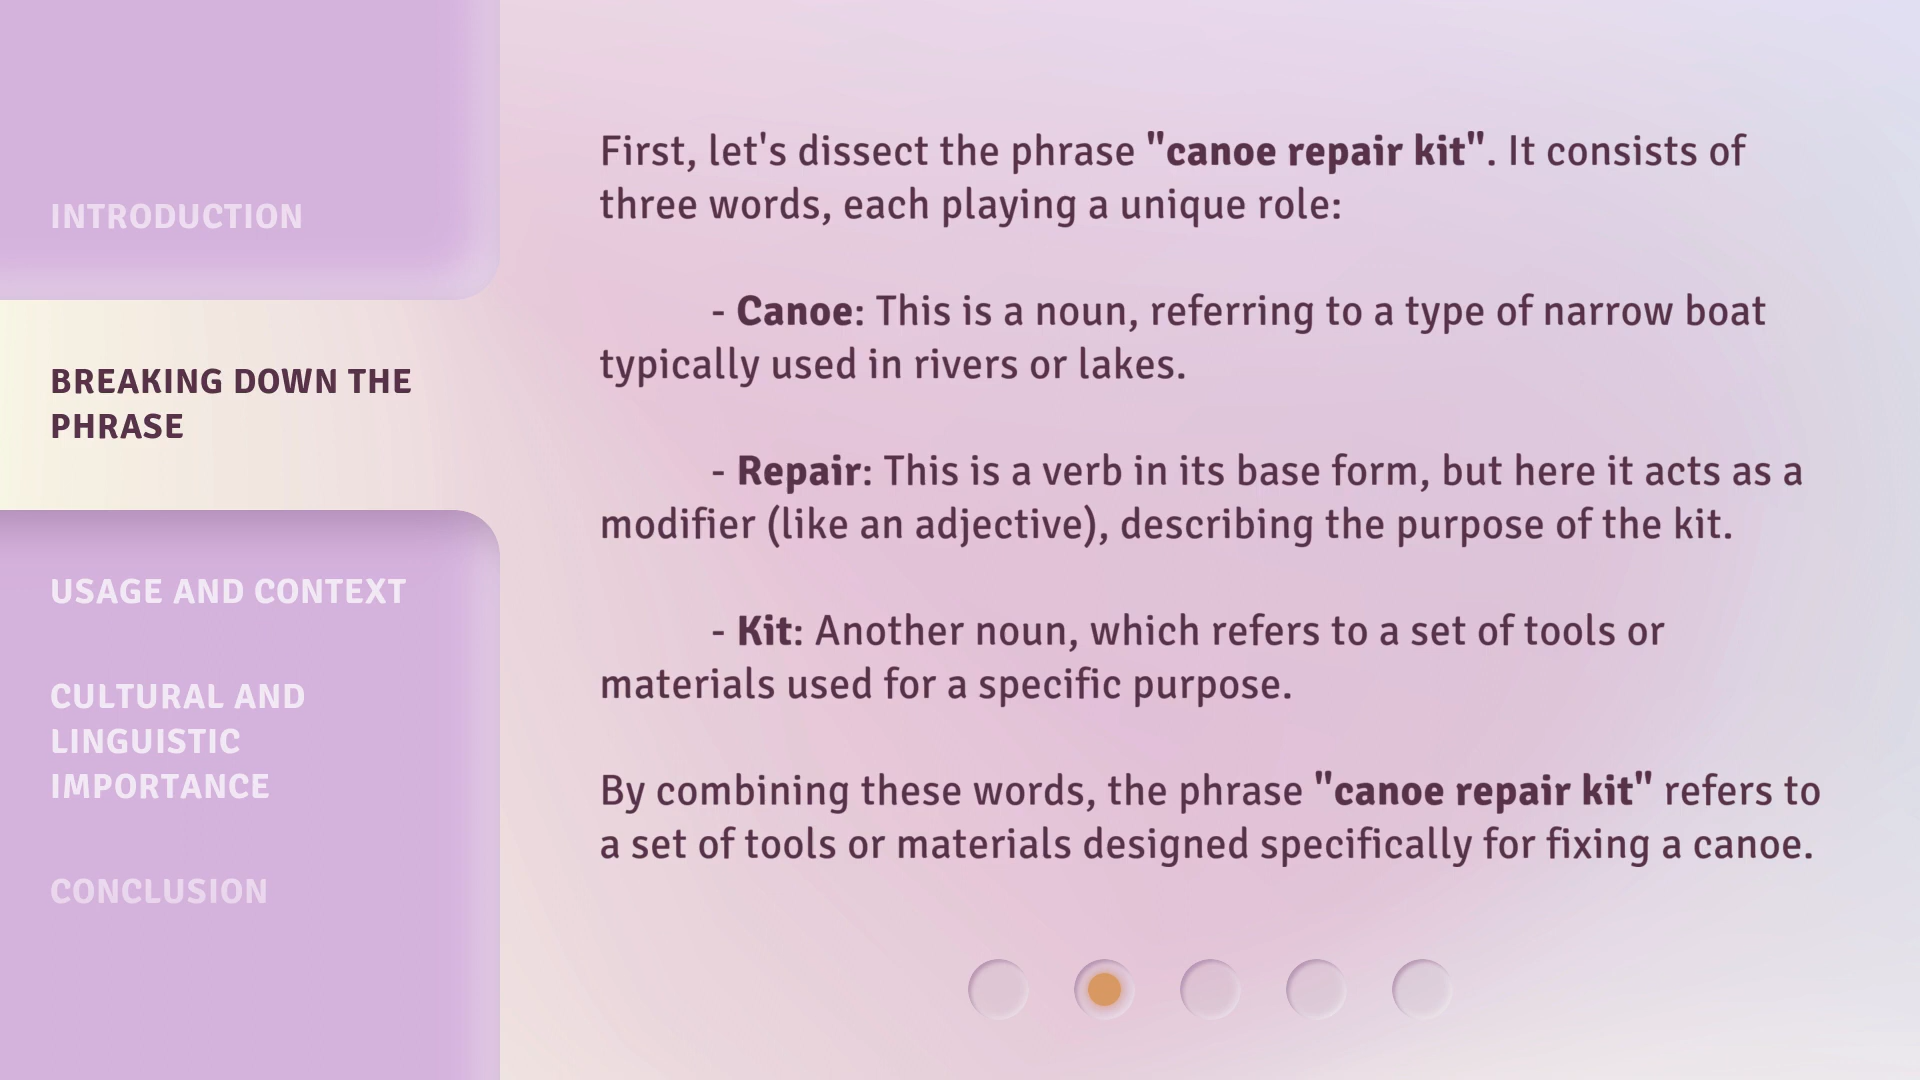 INTRODUCTION
BREAKING DOWN THE
PHRASE
USAGE AND CONTEXT
CULTURAL AND
LINGUISTIC
IMPORTANCE
CONCLUSION
First, let's dissect the phrase "canoe repair kit". It consists of
three words, each playing a unique role:
- Canoe: This is a noun, referring to a type of narrow boat
typically used in rivers or lakes.
- Repair: This is a verb in its base form, but here it acts as a
modifier (like an adjective), describing the purpose of the kit.
- Kit: Another noun, which refers to a set of tools or
materials used for a specific purpose.
By combining these words, the phrase "canoe repair kit" refers to
a set of tools or materials designed specifically for fixing a canoe.